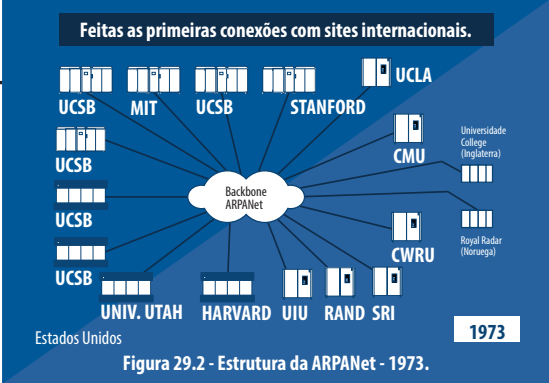 Feitas as primeiras conexões com sites internacionais.
UCSB
MIT
UCSB
STANFORD
UCLA
UCSB
CMU
Universidade
College
(Inglaterra)
Backbone
ARPANet
UCSB
CWRU
Royal Radar
(Noruega)
UCSB
UNIV. UTAH
HARVARD
UIU
RAND
SRI
Estados Unidos
1973
Figura 29.2 - Estrutura da ARPANet - 1973.